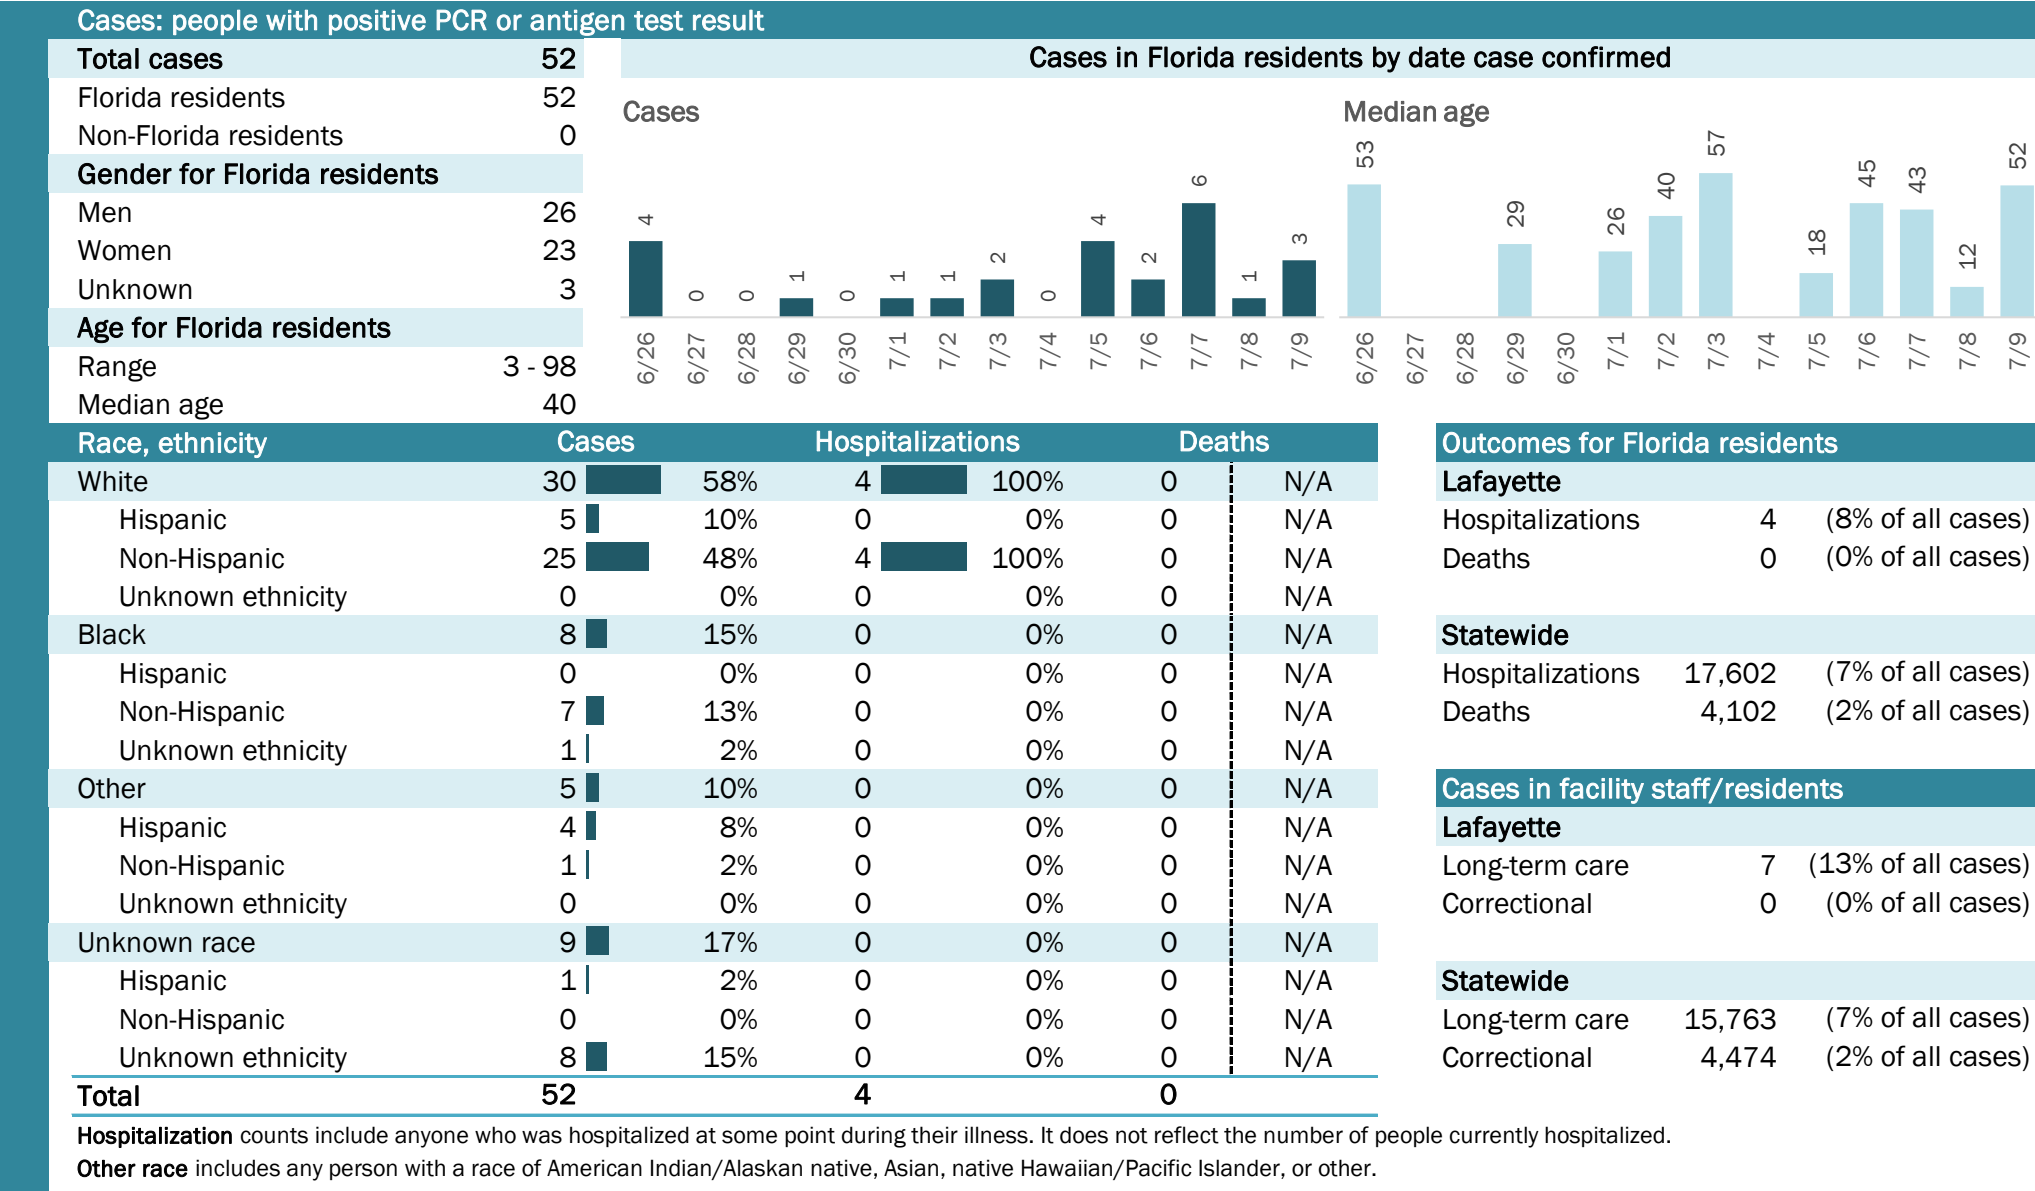 Cases: people with positive PCR or antigen test result
Total cases 52
Florida residents 52
Non-Florida residents 0
Gender for Florida residents
Men 26
Women 23
Unknown 3
Age for Florida residents
Range 3 - 98
Median age 40
Cases in Florida residents by date case confirmed
Cases
4 0 0 1 0 1 1 2 0 4 2 6 1 3
6/26 6/27 6/28 6/29 6/30 7/1 7/2 7/3 7/4 7/5 7/6 7/7 7/8 7/9
Median age
53 29 26 40 57 18 45 43 12 52
6/26 6/27 6/28 6/29 6/30 7/1 7/2 7/3 7/4 7/5 7/6 7/7 7/8 7/9
Race, ethnicity Cases Hospitalizations Deaths
White 30 58% 4 100% 0 N/A
Hispanic 5 10% 0 0% 0 N/A
Non-Hispanic 25 48% 4 100% 0 N/A
Unknown ethnicity 0 0% 0 0% 0 N/A
Black 8 15% 0 0% 0 N/A
Hispanic 0 0% 0 0% 0 N/A
Non-Hispanic 7 13% 0 0% 0 N/A
Unknown ethnicity 1 2% 0 0% 0 N/A
Other 5 10% 0 0% 0 N/A
Hispanic 4 8% 0 0% 0 N/A
Non-Hispanic 1 2% 0 0% 0 N/A
Unknown ethnicity 0 0% 0 0% 0 N/A
Unknown race 9 17% 0 0% 0 N/A
Hispanic 1 2% 0 0% 0 N/A
Non-Hispanic 0 0% 0 0% 0 N/A
Unknown ethnicity 8 15% 0 0% 0 N/A
Total 52 4 0
Outcomes for Florida residents
Lafayette
Hospitalizations 4 (8% of all cases)
Deaths 0 (0% of all cases)
Statewide
Hospitalizations 17,602 (7% of all cases)
Deaths 4,102 (2% of all cases)
Cases in facility staff/residents
Lafayette
Long-term care 7 (13% of all cases)
Correctional 0 (0% of all cases)
Statewide
Long-term care 15,763 (7% of all cases)
Correctional 4,474 (2% of all cases)
Hospitalization counts include anyone who was hospitalized at some point during their illness. It does not reflect the number of people currently hospitalized.
Other race includes any person with a race of American Indian/Alaskan native, Asian, native Hawaiian/Pacific Islander, or other.